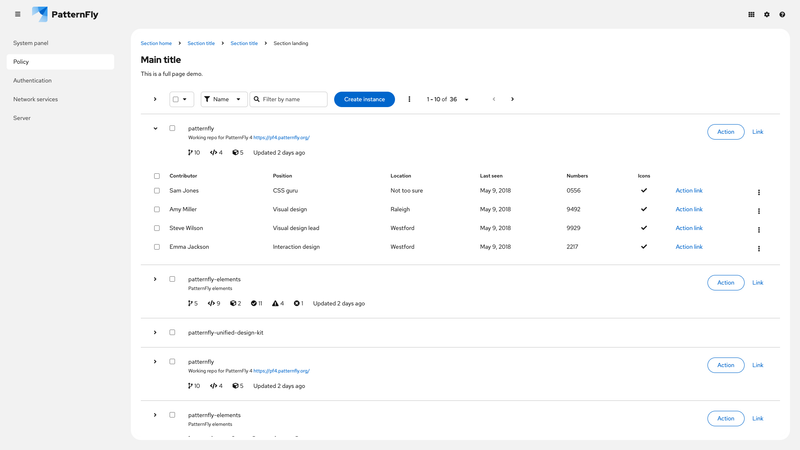 PatternFly
System panel
Policy
Authentication
Network services
Server
Section home Section title Section title Section landing
Main title
This is a full page demo.
Name Filter by name Create instance 1 - 10 of 36
patternfly
Working repo for PatternFly 4 https://pf4.patternfly.org/
10 4 5 Updated 2 days ago
Action Link
Contributor Position Location Last seen Numbers Icons
Sam Jones CSS guru Not too sure May 9, 2018 0556 Action link
Amy Miller Visual design Raleigh May 9, 2018 9492 Action link
Steve Wilson Visual design lead Westford May 9, 2018 9929 Action link
Emma Jackson Interaction design Westford May 9, 2018 2217 Action link
patternfly-elements
PatternFly elements
5 9 2 11 4 1 Updated 2 days ago
Action Link
patternfly-unified-design-kit
patternfly
Working repo for PatternFly 4 https://pf4.patternfly.org/
10 4 5 Updated 2 days ago
Action Link
patternfly-elements
PatternFly elements
Action Link